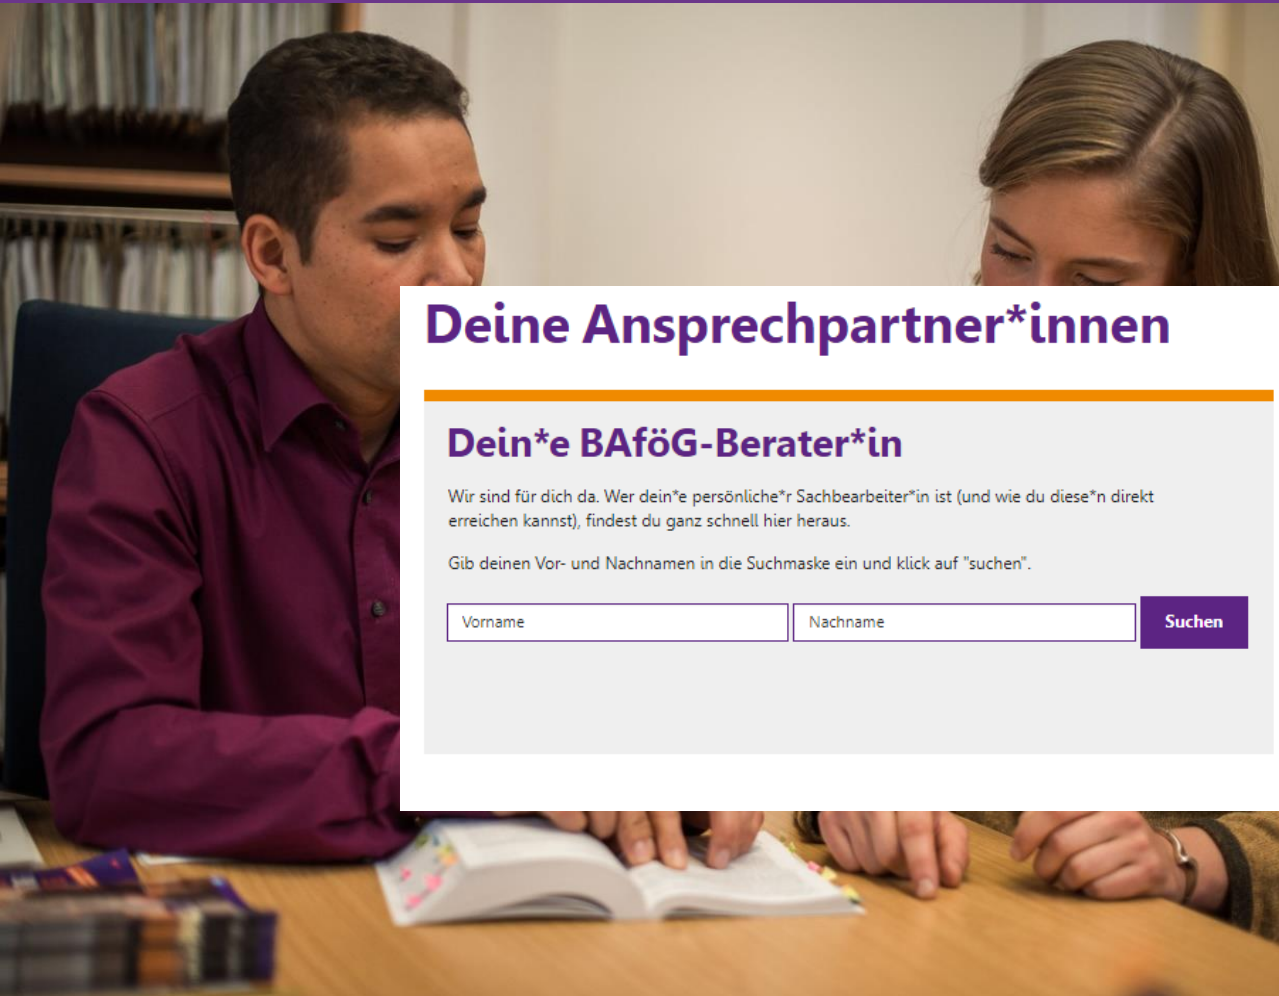 Deine Ansprechpartner*innen
Dein*e BAföG-Berater*in
Wir sind für dich da. Wer dein*e persönliche*r Sachbearbeiter*in ist (und wie du diese*n direkt
erreichen kannst), findest du ganz schnell hier heraus.
Gib deinen Vor- und Nachnamen in die Suchmaske ein und klick auf "suchen".
Vorname
Nachname
Suchen